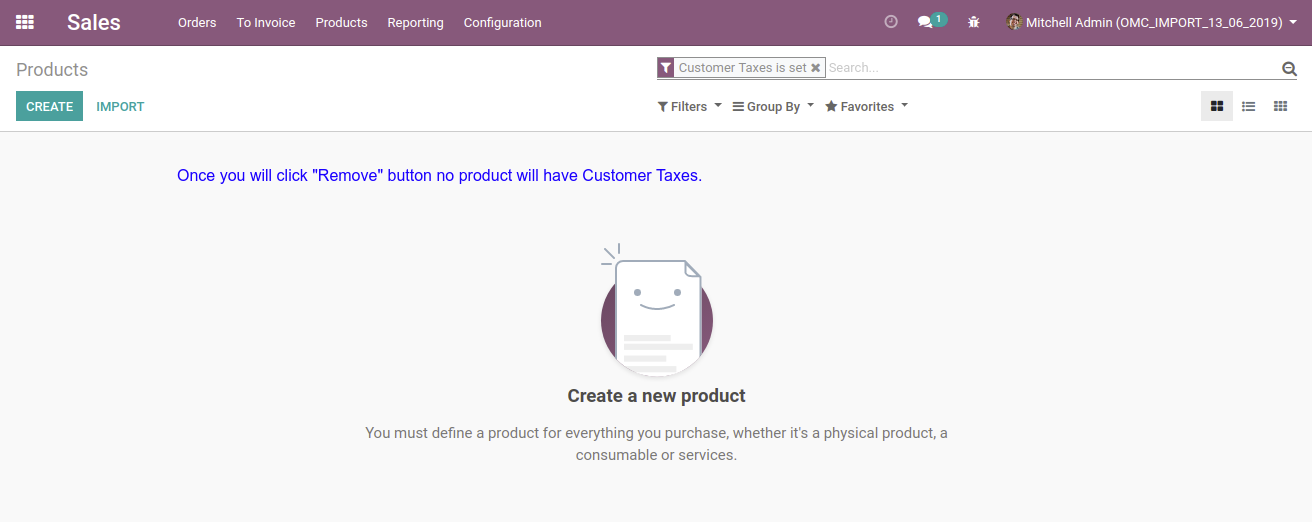 Sales Orders To Invoice Products Reporting Configuration 1 Mitchell Admin (OMC_IMPORT_13_06_2019)
Products Customer Taxes is set Search...
CREATE IMPORT Filters Group By Favorites
Once you will click "Remove" button no product will have Customer Taxes.
Create a new product
You must define a product for everything you purchase, whether it's a physical product, a
consumable or services.